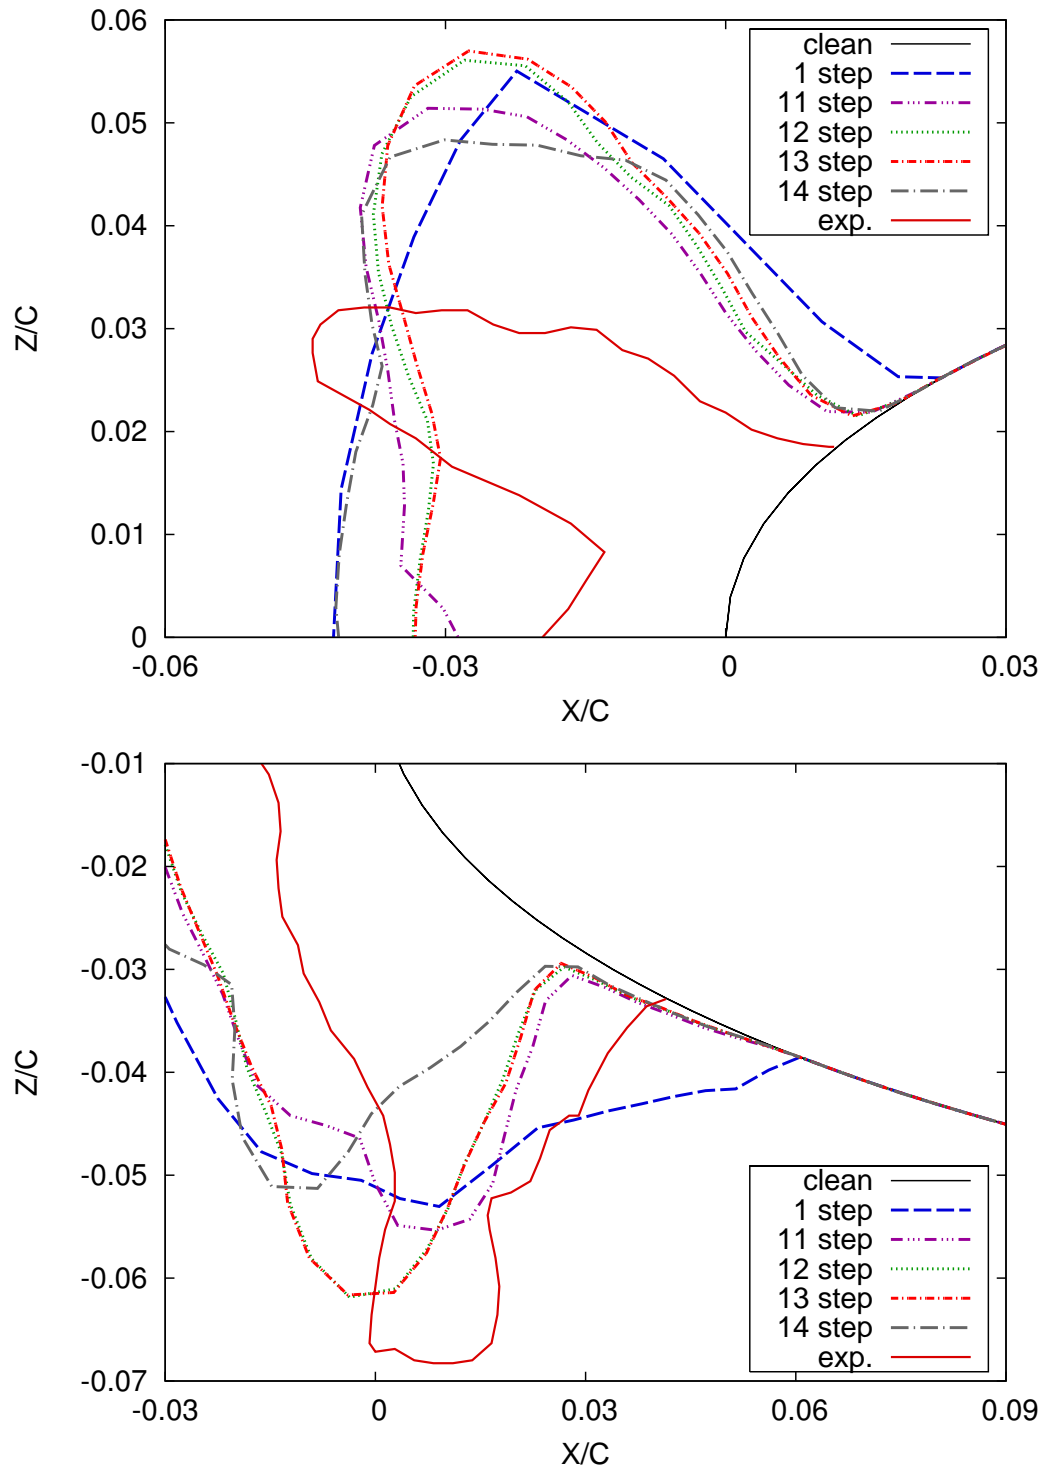 0.06
0.05
0.04
0.03
0.02
0.01
0
Z/C
-0.06
-0.03
0
0.03
X/C
clean
1 step
11 step
12 step
13 step
14 step
exp.
-0.01
-0.02
-0.03
-0.04
-0.05
-0.06
-0.07
Z/C
-0.03
0
0.03
0.06
0.09
X/C
clean
1 step
11 step
12 step
13 step
14 step
exp.